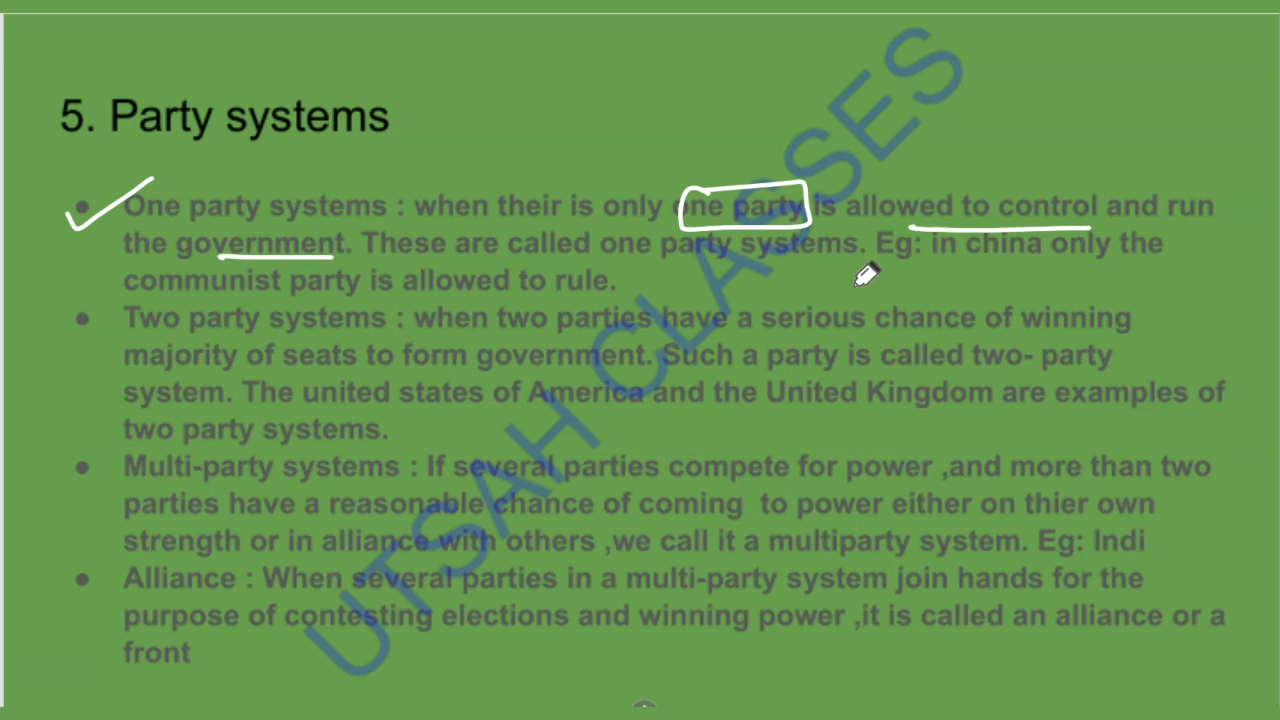 5. Party systems
● One party systems : when their is only one party is allowed to control and run
the government. These are called one party systems. Eg: in china only the
communist party is allowed to rule.
● Two party systems : when two parties have a serious chance of winning
majority of seats to form government. Such a party is called two- party
system. The united states of America and the United Kingdom are examples of
two party systems.
● Multi-party systems : If several parties compete for power ,and more than two
parties have a reasonable chance of coming  to power either on thier own
strength or in alliance with others ,we call it a multiparty system. Eg: Indi
● Alliance : When several parties in a multi-party system join hands for the
purpose of contesting elections and winning power ,it is called an alliance or a
front
UTSAH CLASSES